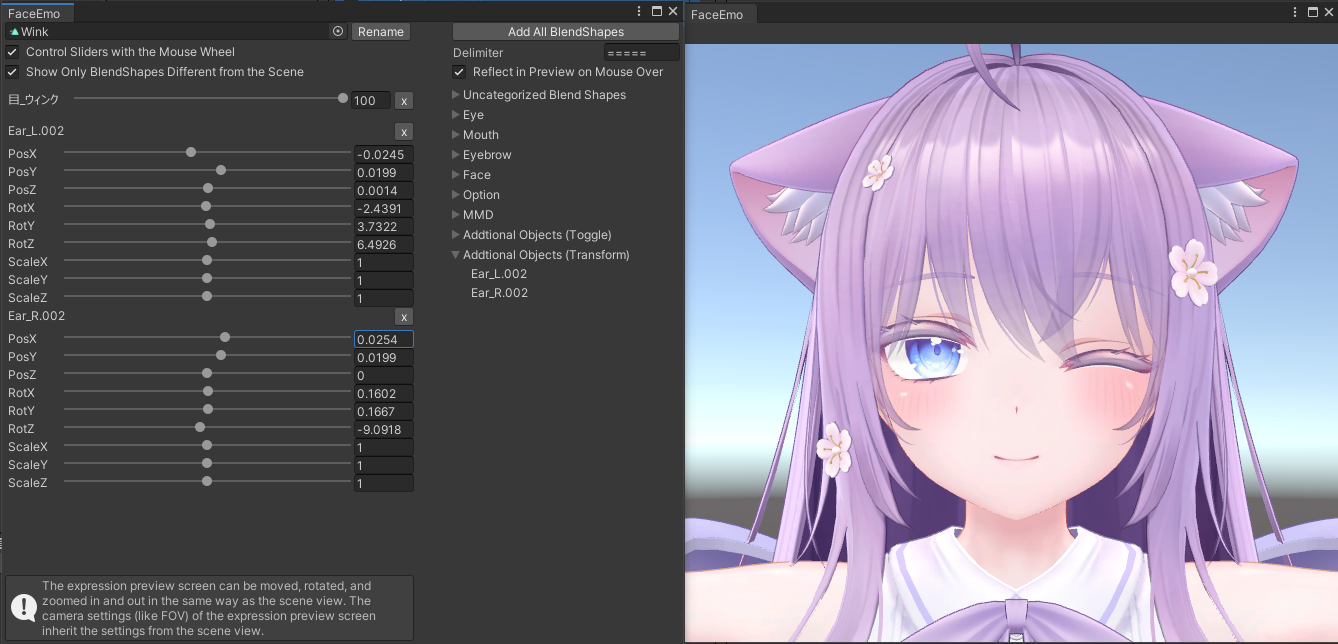 FaceEmo
Wink
Rename
Control Sliders with the Mouse Wheel
Show Only BlendShapes Different from the Scene
目_ウィンク 100 x
Ear_L.002 x
PosX -0.0245
PosY 0.0199
PosZ 0.0014
RotX -2.4391
RotY 3.7322
RotZ 6.4926
ScaleX 1
ScaleY 1
ScaleZ 1
Ear_R.002 x
PosX 0.0254
PosY 0.0199
PosZ 0
RotX 0.1602
RotY 0.1667
RotZ -9.0918
ScaleX 1
ScaleY 1
ScaleZ 1
The expression preview screen can be moved, rotated, and
zoomed in and out in the same way as the scene view. The
camera settings (like FOV) of the expression preview screen
inherit the settings from the scene view.
Add All BlendShapes
Delimiter =====
Reflect in Preview on Mouse Over
Uncategorized Blend Shapes
Eye
Mouth
Eyebrow
Face
Option
MMD
Addtional Objects (Toggle)
Addtional Objects (Transform)
Ear_L.002
Ear_R.002
FaceEmo